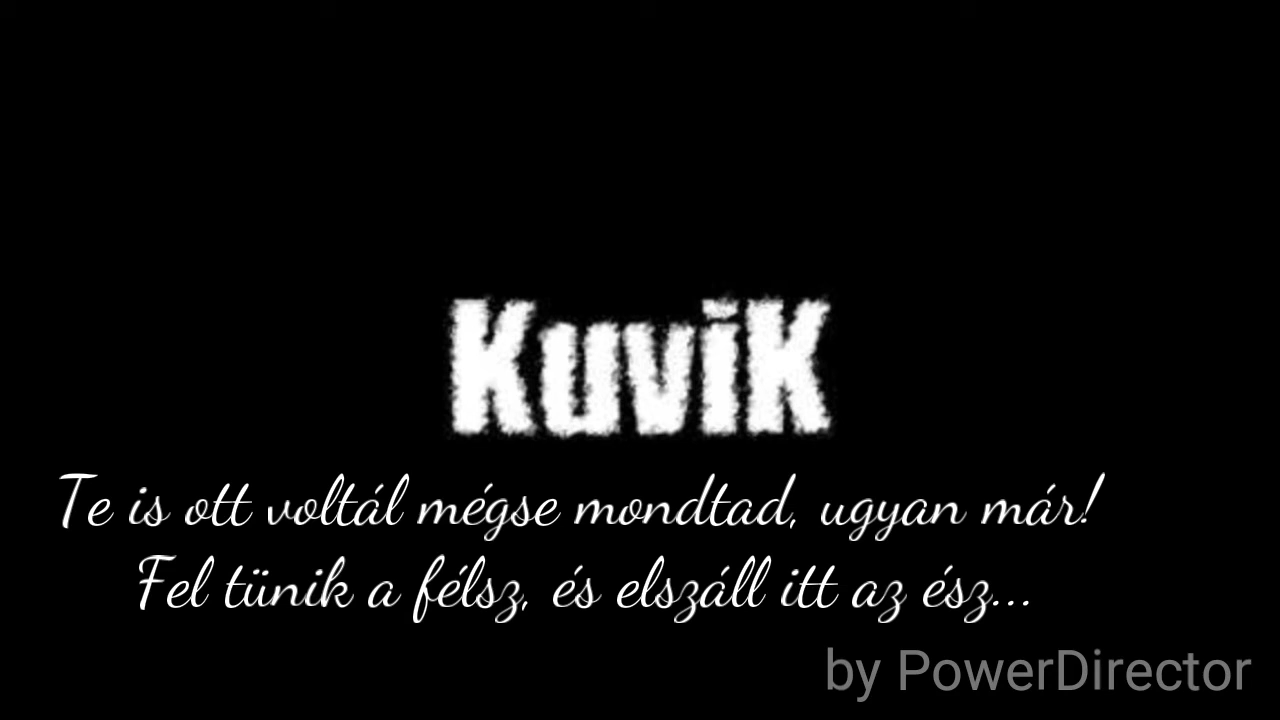 KuviK
Te is ott voltál mégse mondtad, ugyan már!
Fel tünik a félsz, és elszáll itt az ész...
by PowerDirector